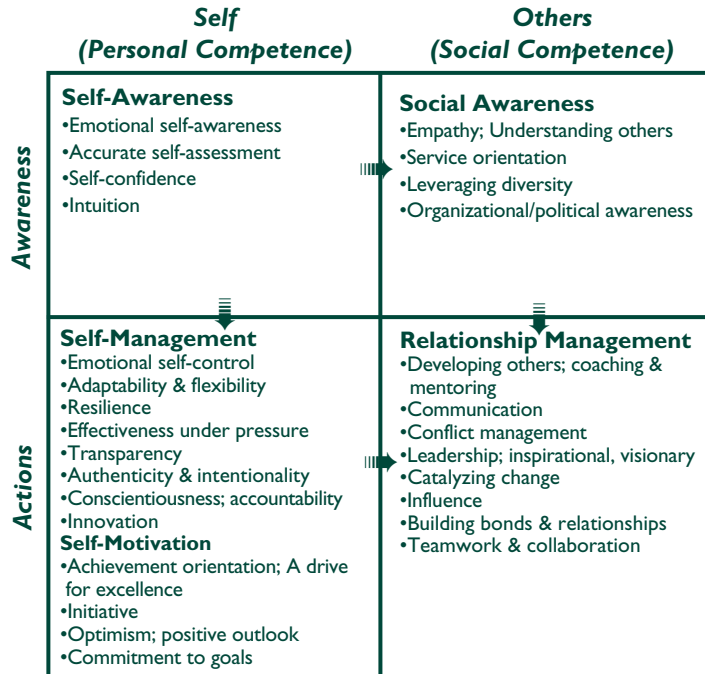 Self
(Personal Competence)
Others
(Social Competence)
Awareness
Self-Awareness
•Emotional self-awareness
•Accurate self-assessment
•Self-confidence
•Intuition
Social Awareness
•Empathy; Understanding others
•Service orientation
•Leveraging diversity
•Organizational/political awareness
Actions
Self-Management
•Emotional self-control
•Adaptability & flexibility
•Resilience
•Effectiveness under pressure
•Transparency
•Authenticity & intentionality
•Conscientiousness; accountability
•Innovation
Self-Motivation
•Achievement orientation; A drive
for excellence
•Initiative
•Optimism; positive outlook
•Commitment to goals
Relationship Management
•Developing others; coaching &
mentoring
•Communication
•Conflict management
•Leadership; inspirational, visionary
•Catalyzing change
•Influence
•Building bonds & relationships
•Teamwork & collaboration